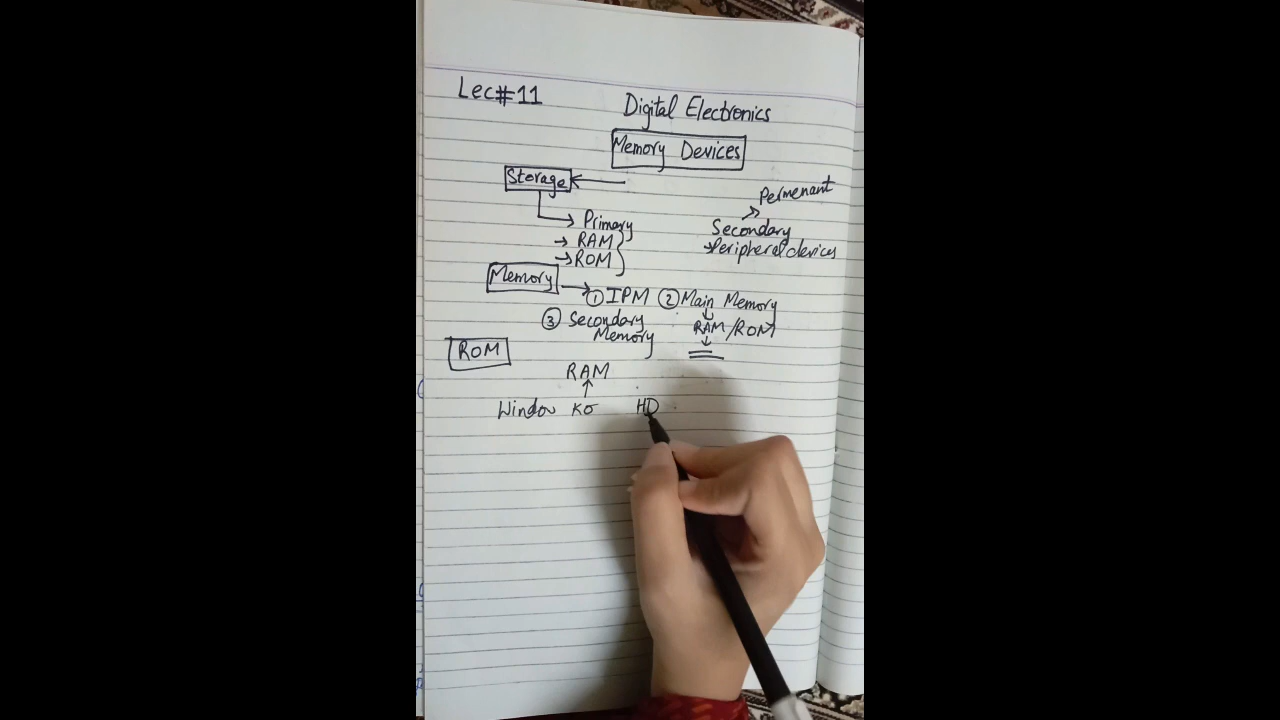 Lec#11
Digital Electronics
Memory Devices
Storage ←
Permenant
→ Primary
Secondary
→ RAM
→ Peripheral devices
→ ROM
Memory → ① IPM ② Main Memory
③ Secondary Memory
RAM/ROM
ROM
RAM
Window KO HD